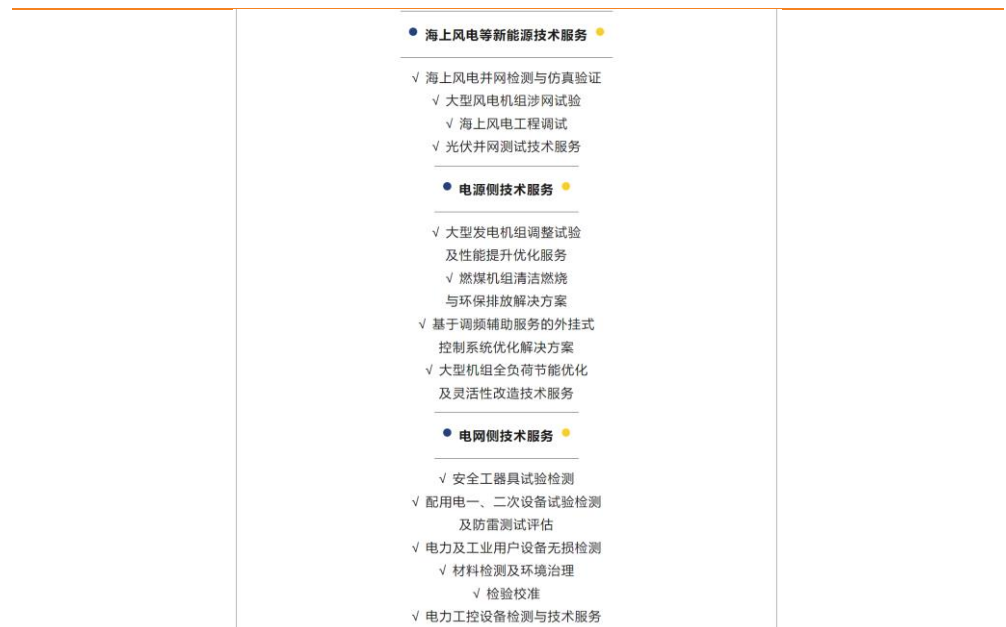 海上风电等新能源技术服务
√ 海上风电并网检测与仿真验证
√ 大型风电机组涉网试验
√ 海上风电工程调试
√ 光伏并网测试技术服务
电源侧技术服务
√ 大型发电机组调整试验
及性能提升优化服务
√ 燃煤机组清洁燃烧
与环保排放解决方案
√ 基于调频辅助服务的外挂式
控制系统优化解决方案
√ 大型机组全负荷节能优化
及灵活性改造技术服务
电网侧技术服务
√ 安全工器具试验检测
√ 配用电一、二次设备试验检测
及防雷测试评估
√ 电力及工业用户设备无损检测
√ 材料检测及环境治理
√ 检验校准
√ 电力工控设备检测与技术服务